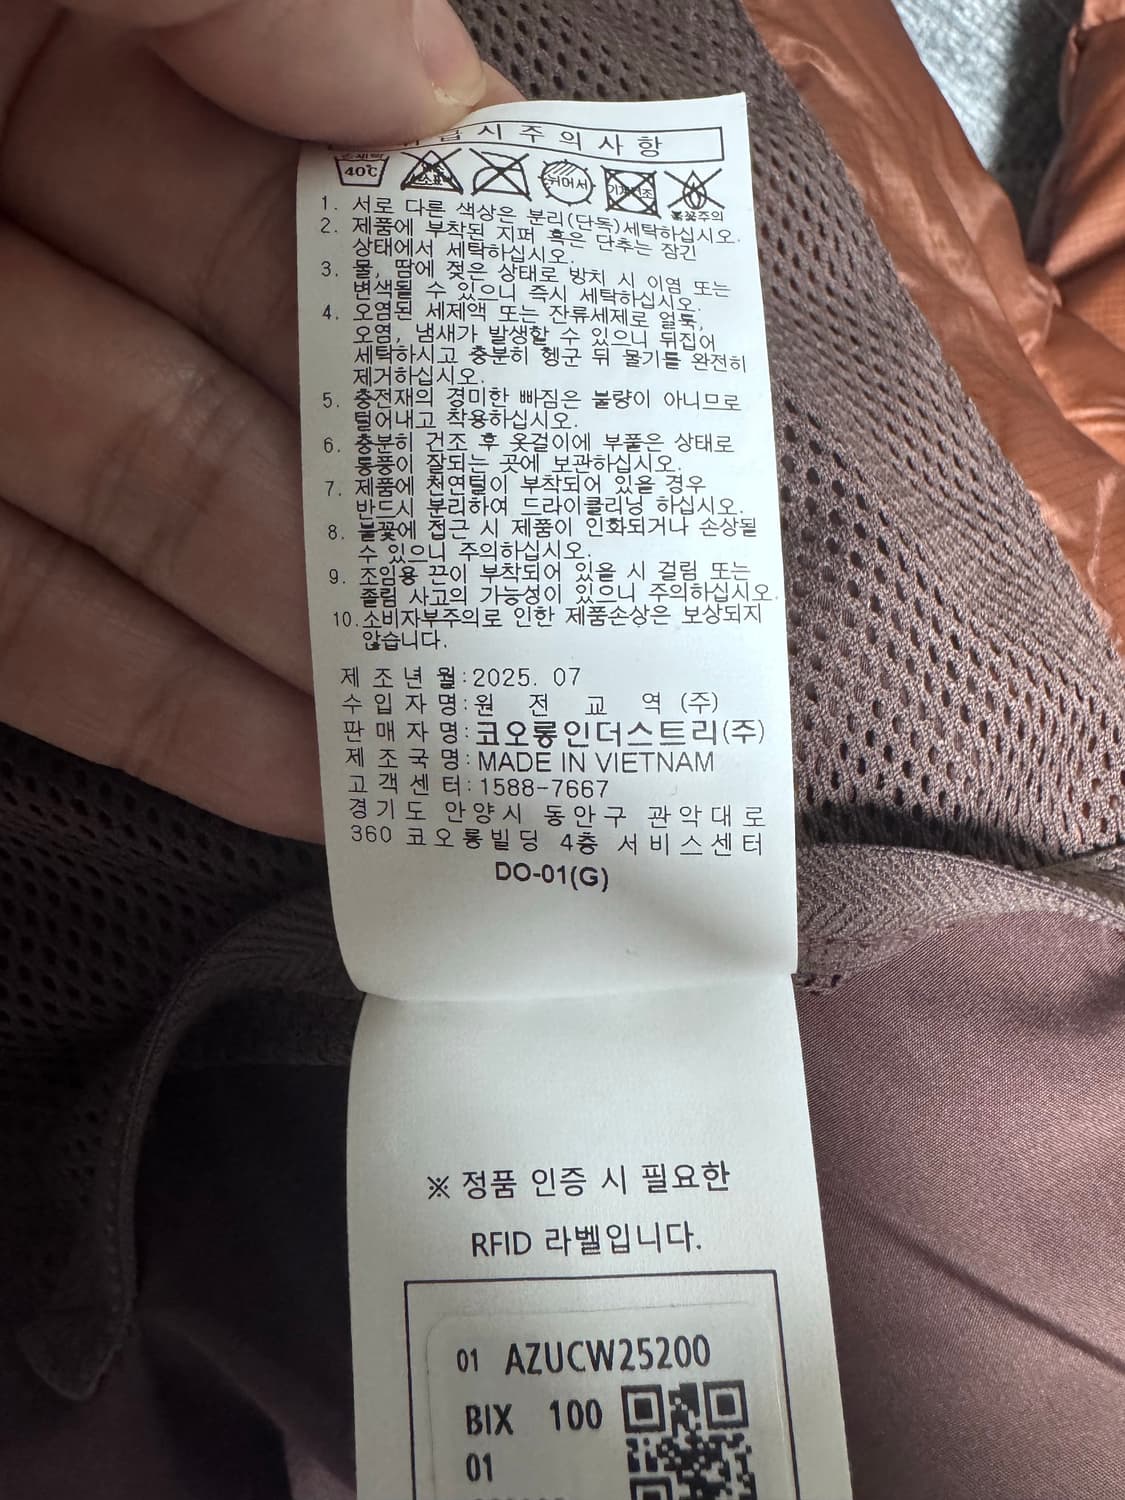 급시주의사항
40℃
기계건조
불꽃주의
1. 서로 다른 색상은 분리(단독)세탁하십시오.
2. 제품에 부착된 지퍼 혹은 단추는 잠긴
상태에서 세탁하십시오.
3. 물, 땀에 젖은 상태로 방치 시 이염 또는
변색될 수 있으니 즉시 세탁하십시오.
4. 오염된 세제액 또는 잔류세제로 얼룩,
오염, 냄새가 발생할 수 있으니 뒤집어
세탁하시고 충분히 헹군 뒤 물기를 완전히
제거하십시오.
5. 충전재의 경미한 빠짐은 불량이 아니므로
털어내고 착용하십시오.
6. 충분히 건조 후 옷걸이에 부풀은 상태로
통풍이 잘되는 곳에 보관하십시오.
7. 제품에 천연털이 부착되어 있을 경우
반드시 분리하여 드라이클리닝 하십시오.
8. 불꽃에 접근 시 제품이 인화되거나 손상될
수 있으니 주의하십시오.
9. 조임용 끈이 부착되어 있을 시 걸림 또는
졸림 사고의 가능성이 있으니 주의하십시오.
10. 소비자부주의로 인한 제품손상은 보상되지
않습니다.
제조년월: 2025. 07
수입자명: 원전교역(주)
판매자명: 코오롱인더스트리(주)
제조국명: MADE IN VIETNAM
고객센터: 1588-7667
경기도 안양시 동안구 관악대로
360 코오롱빌딩 4층 서비스센터
DO-01(G)
※ 정품 인증 시 필요한
RFID 라벨입니다.
01 AZUCW25200
BIX 100
01